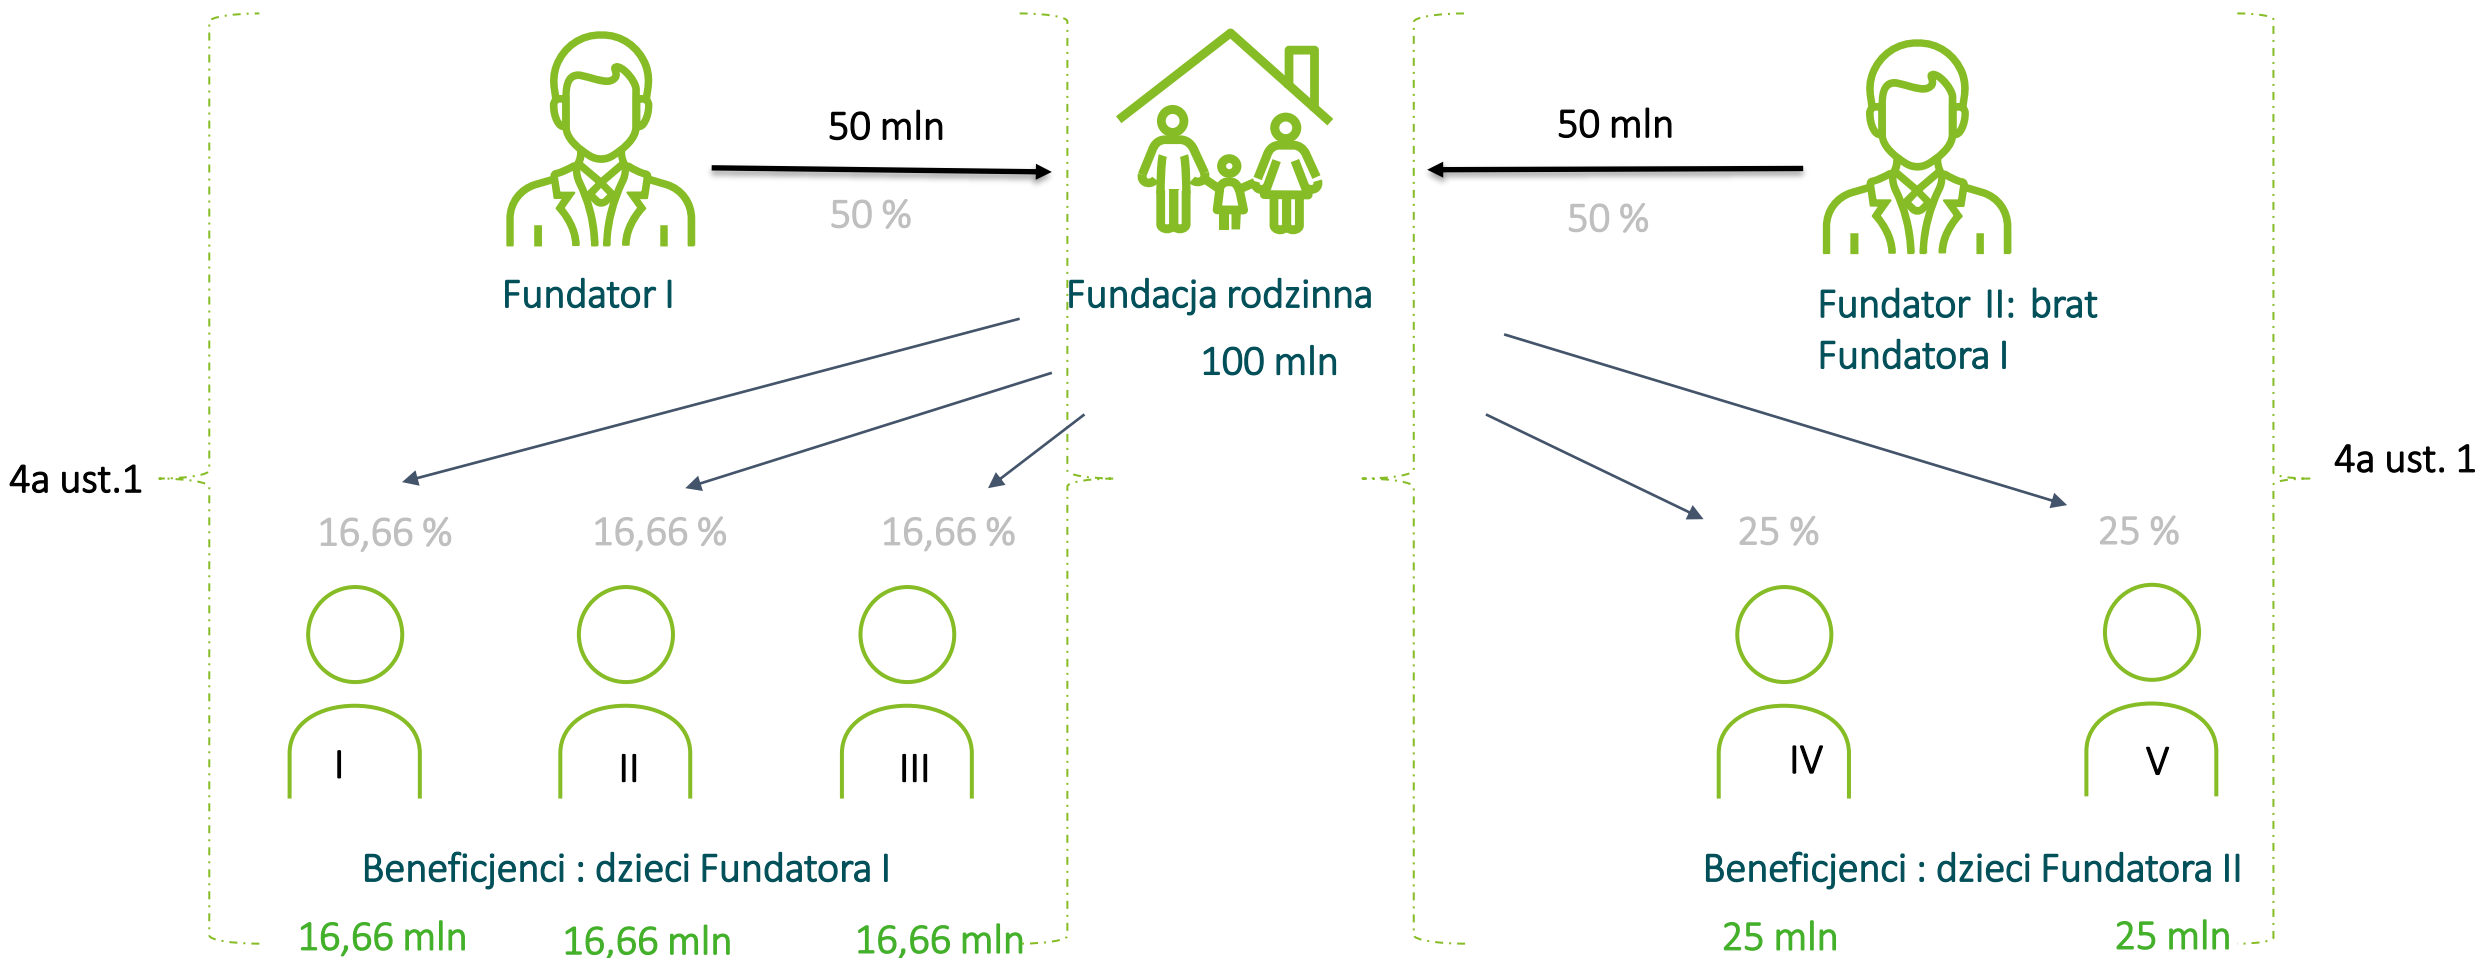 50 mln
50 mln
50 %
50 %
Fundator I
Fundacja rodzinna
Fundator II: brat
Fundatora I
100 mln
4a ust.1
4a ust. 1
16,66 %
16,66 %
16,66 %
25 %
25 %
I
II
III
IV
V
Beneficjenci : dzieci Fundatora I
Beneficjenci : dzieci Fundatora II
16,66 mln
16,66 mln
16,66 mln
25 mln
25 mln